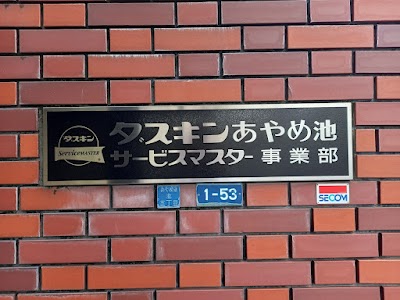 ダスキン
SERVICEMASTER
ダスキンあやめ池
サービスマスター事業部
1-53
SECOM